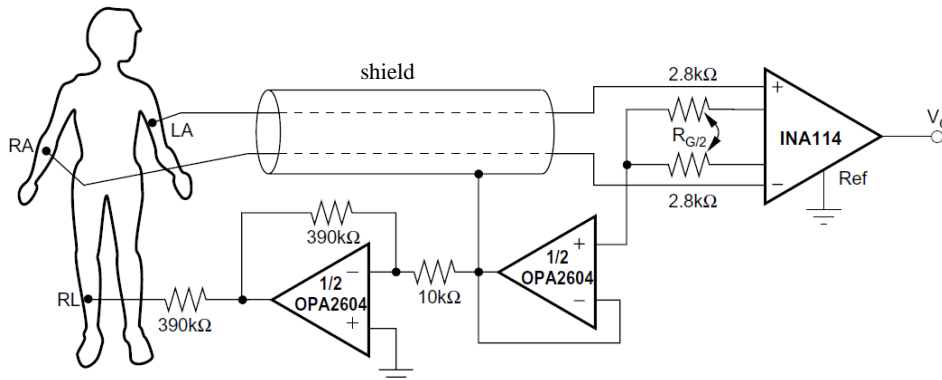 shield
2.8kΩ
LA
RA
RG/2
INA114
+
−
Ref
2.8kΩ
390kΩ
+
−
1/2
OPA2604
10kΩ
−
+
1/2
OPA2604
RL
390kΩ